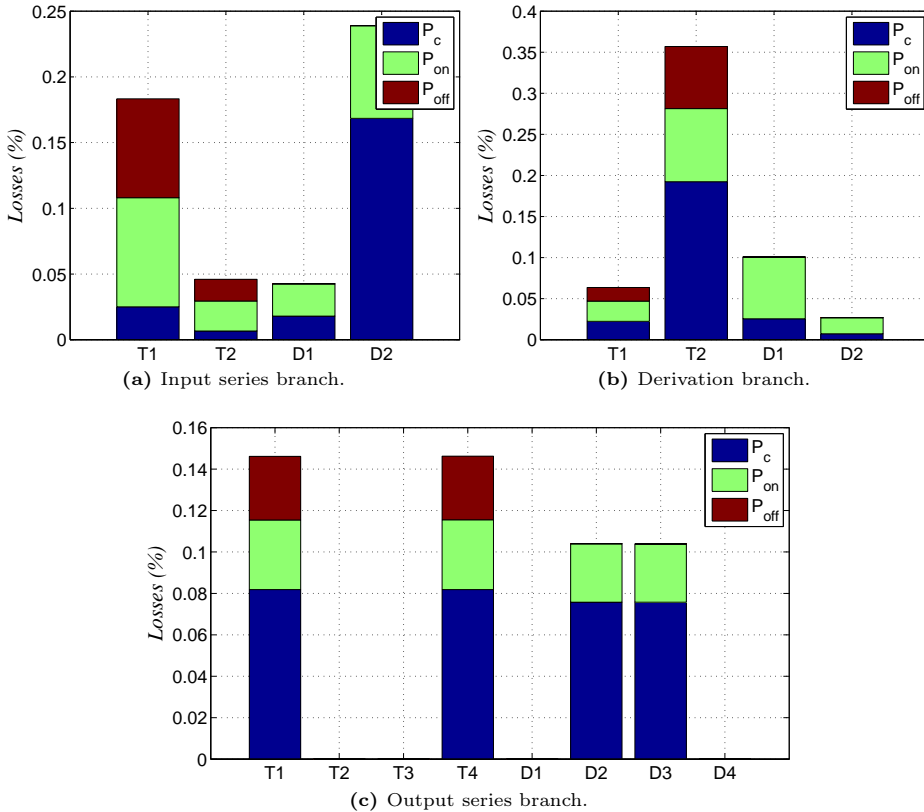 0.25
0.2
0.15
0.1
0.05
0
Losses (%)
P_c
P_on
P_off
T1 T2 D1 D2
(a) Input series branch.
0.4
0.35
0.3
0.25
0.2
0.15
0.1
0.05
0
Losses (%)
P_c
P_on
P_off
T1 T2 D1 D2
(b) Derivation branch.
0.16
0.14
0.12
0.1
0.08
0.06
0.04
0.02
0
Losses (%)
P_c
P_on
P_off
T1 T2 T3 T4 D1 D2 D3 D4
(c) Output series branch.